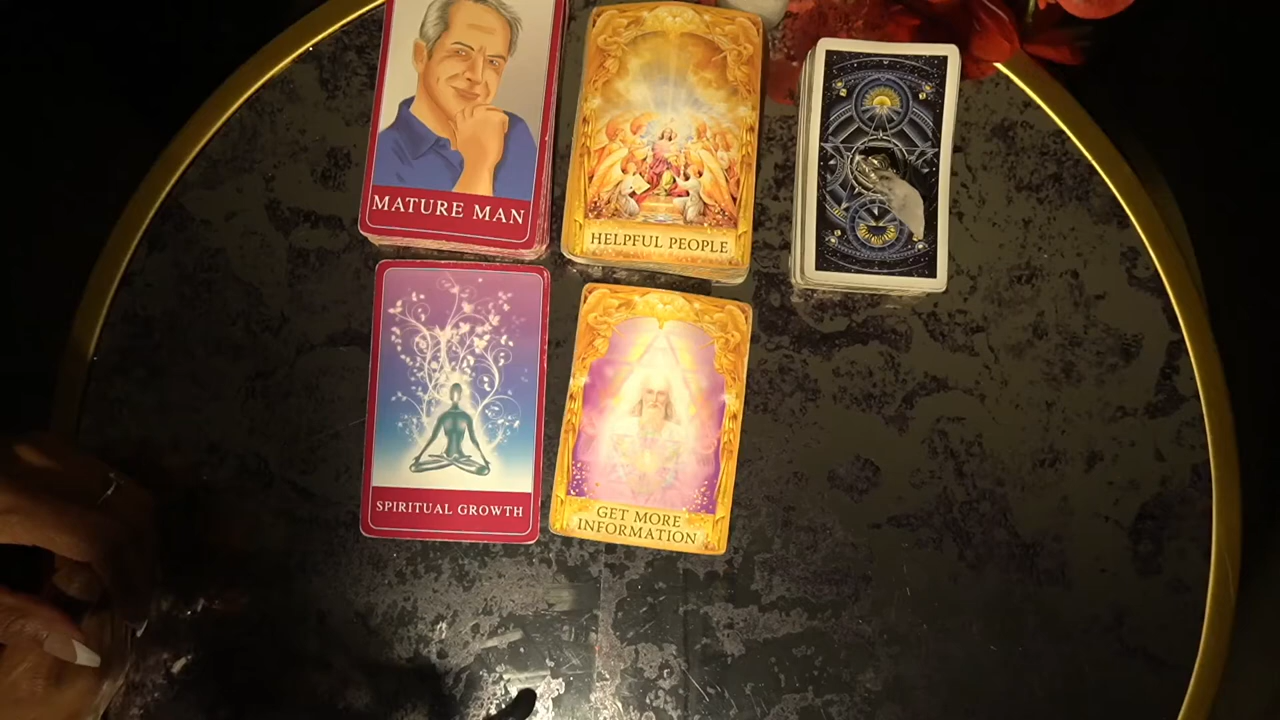 MATURE MAN
HELPFUL PEOPLE
SPIRITUAL GROWTH
GET MORE
INFORMATION